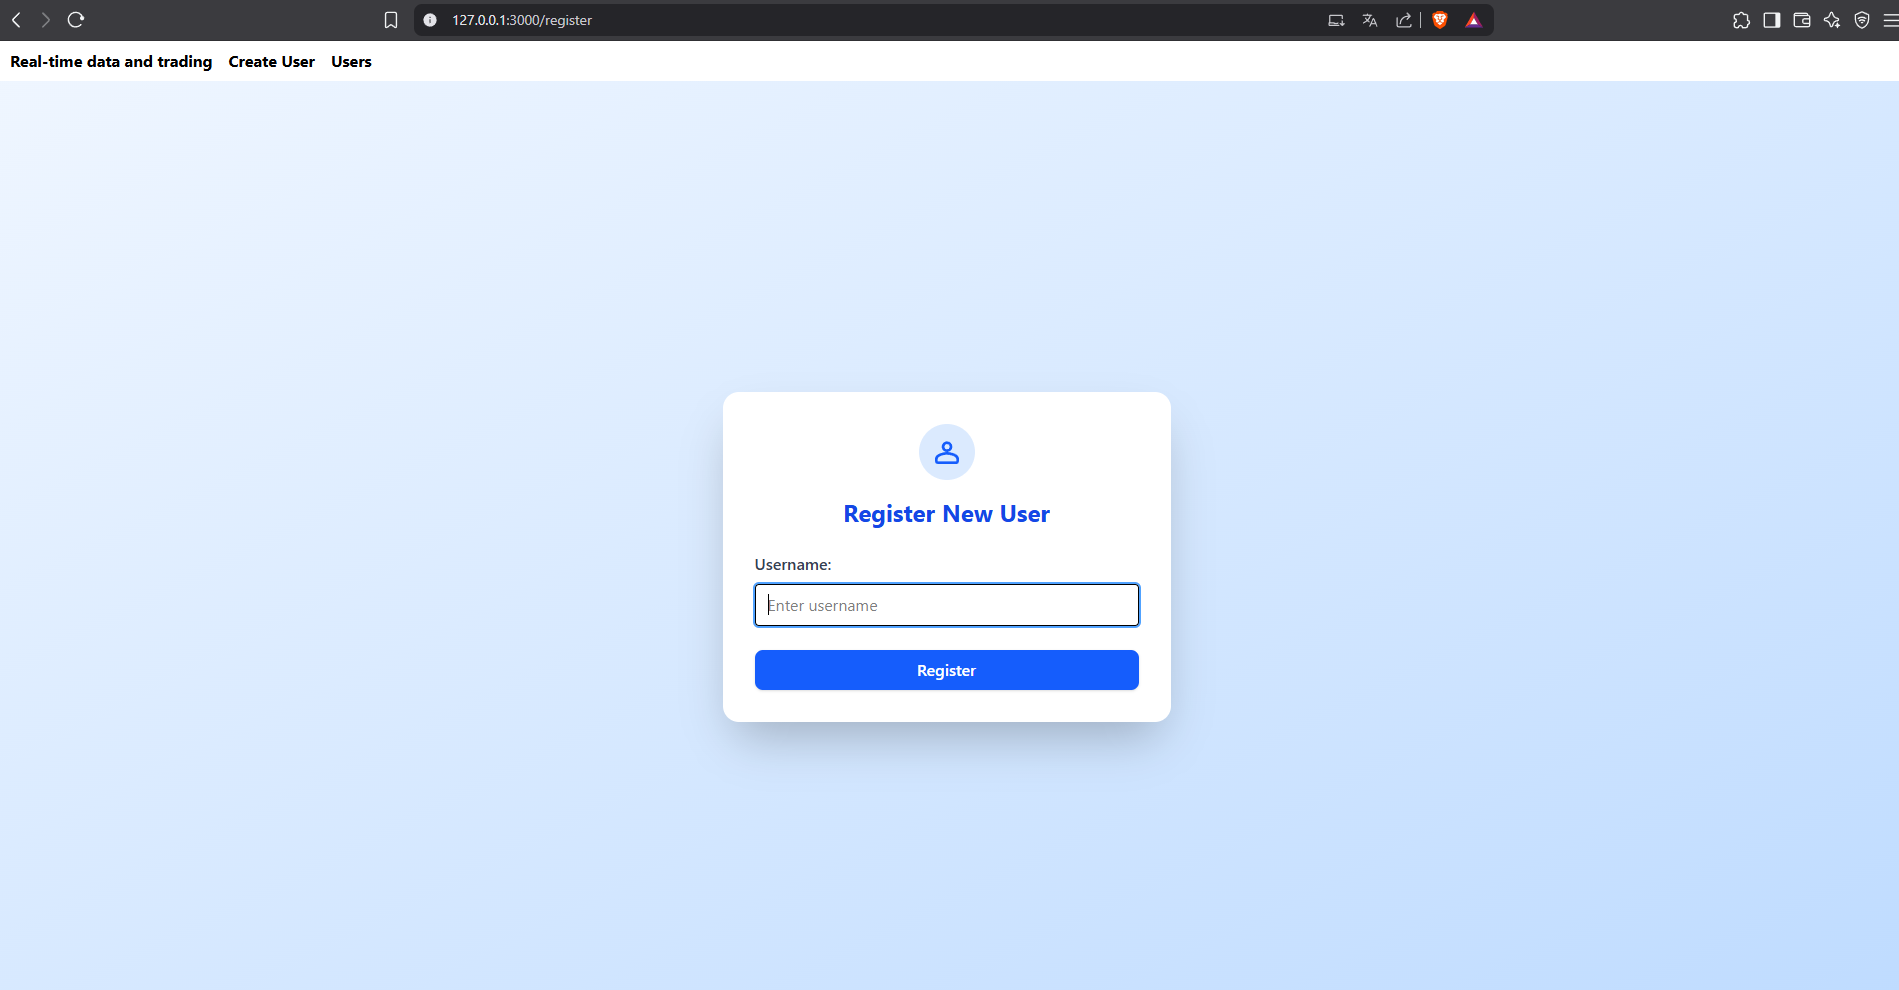 127.0.0.1:3000/register
Real-time data and trading Create User Users
Register New User
Username:
Enter username
Register